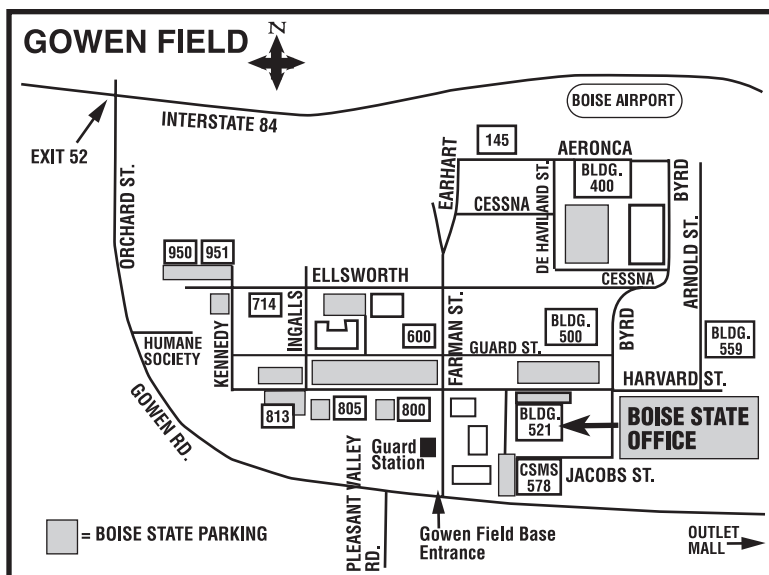 GOWEN FIELD
N
BOISE AIRPORT
INTERSTATE 84
EXIT 52
ORCHARD ST.
EARHART
145
AERONCA
BLDG.
400
BYRD
CESSNA
DE HAVILAND ST.
ARNOLD ST.
950
951
ELLSWORTH
CESSNA
714
INGALLS
KENNEDY
600
FARMAN ST.
BLDG.
500
GUARD ST.
BYRD
BLDG.
559
HUMANE
SOCIETY
HARVARD ST.
GOWEN RD.
813
805
800
BLDG.
521
BOISE STATE
OFFICE
Guard
Station
CSMS
578
JACOBS ST.
PLEASANT VALLEY
RD.
= BOISE STATE PARKING
Gowen Field Base
Entrance
OUTLET
MALL